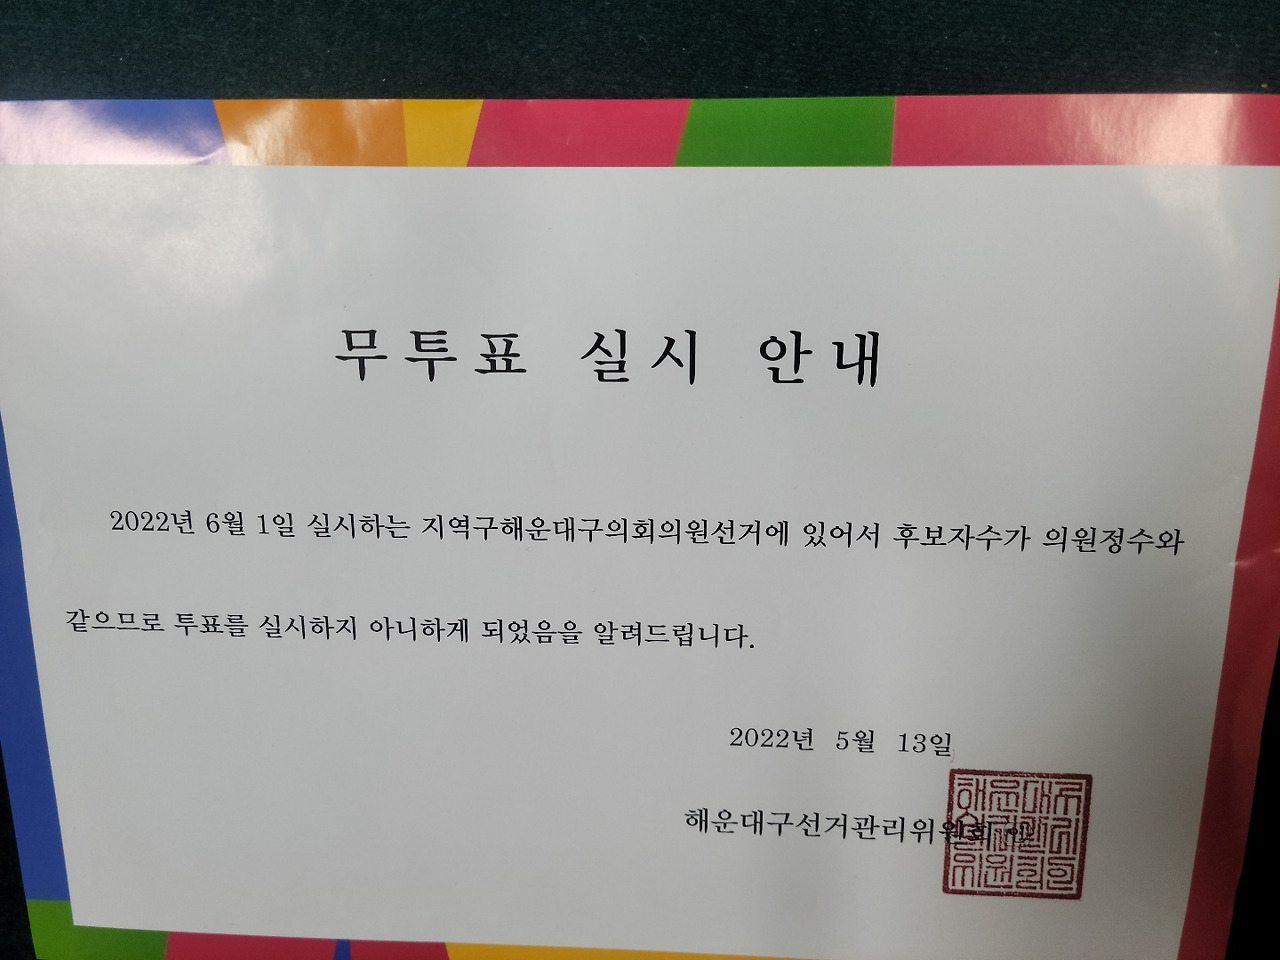 무투표 실시 안내
2022년 6월 1일 실시하는 지역구해운대구의회의원선거에 있어서 후보자수가 의원정수와
같으므로 투표를 실시하지 아니하게 되었음을 알려드립니다.
2022년 5월 13일
해운대구선거관리위원회